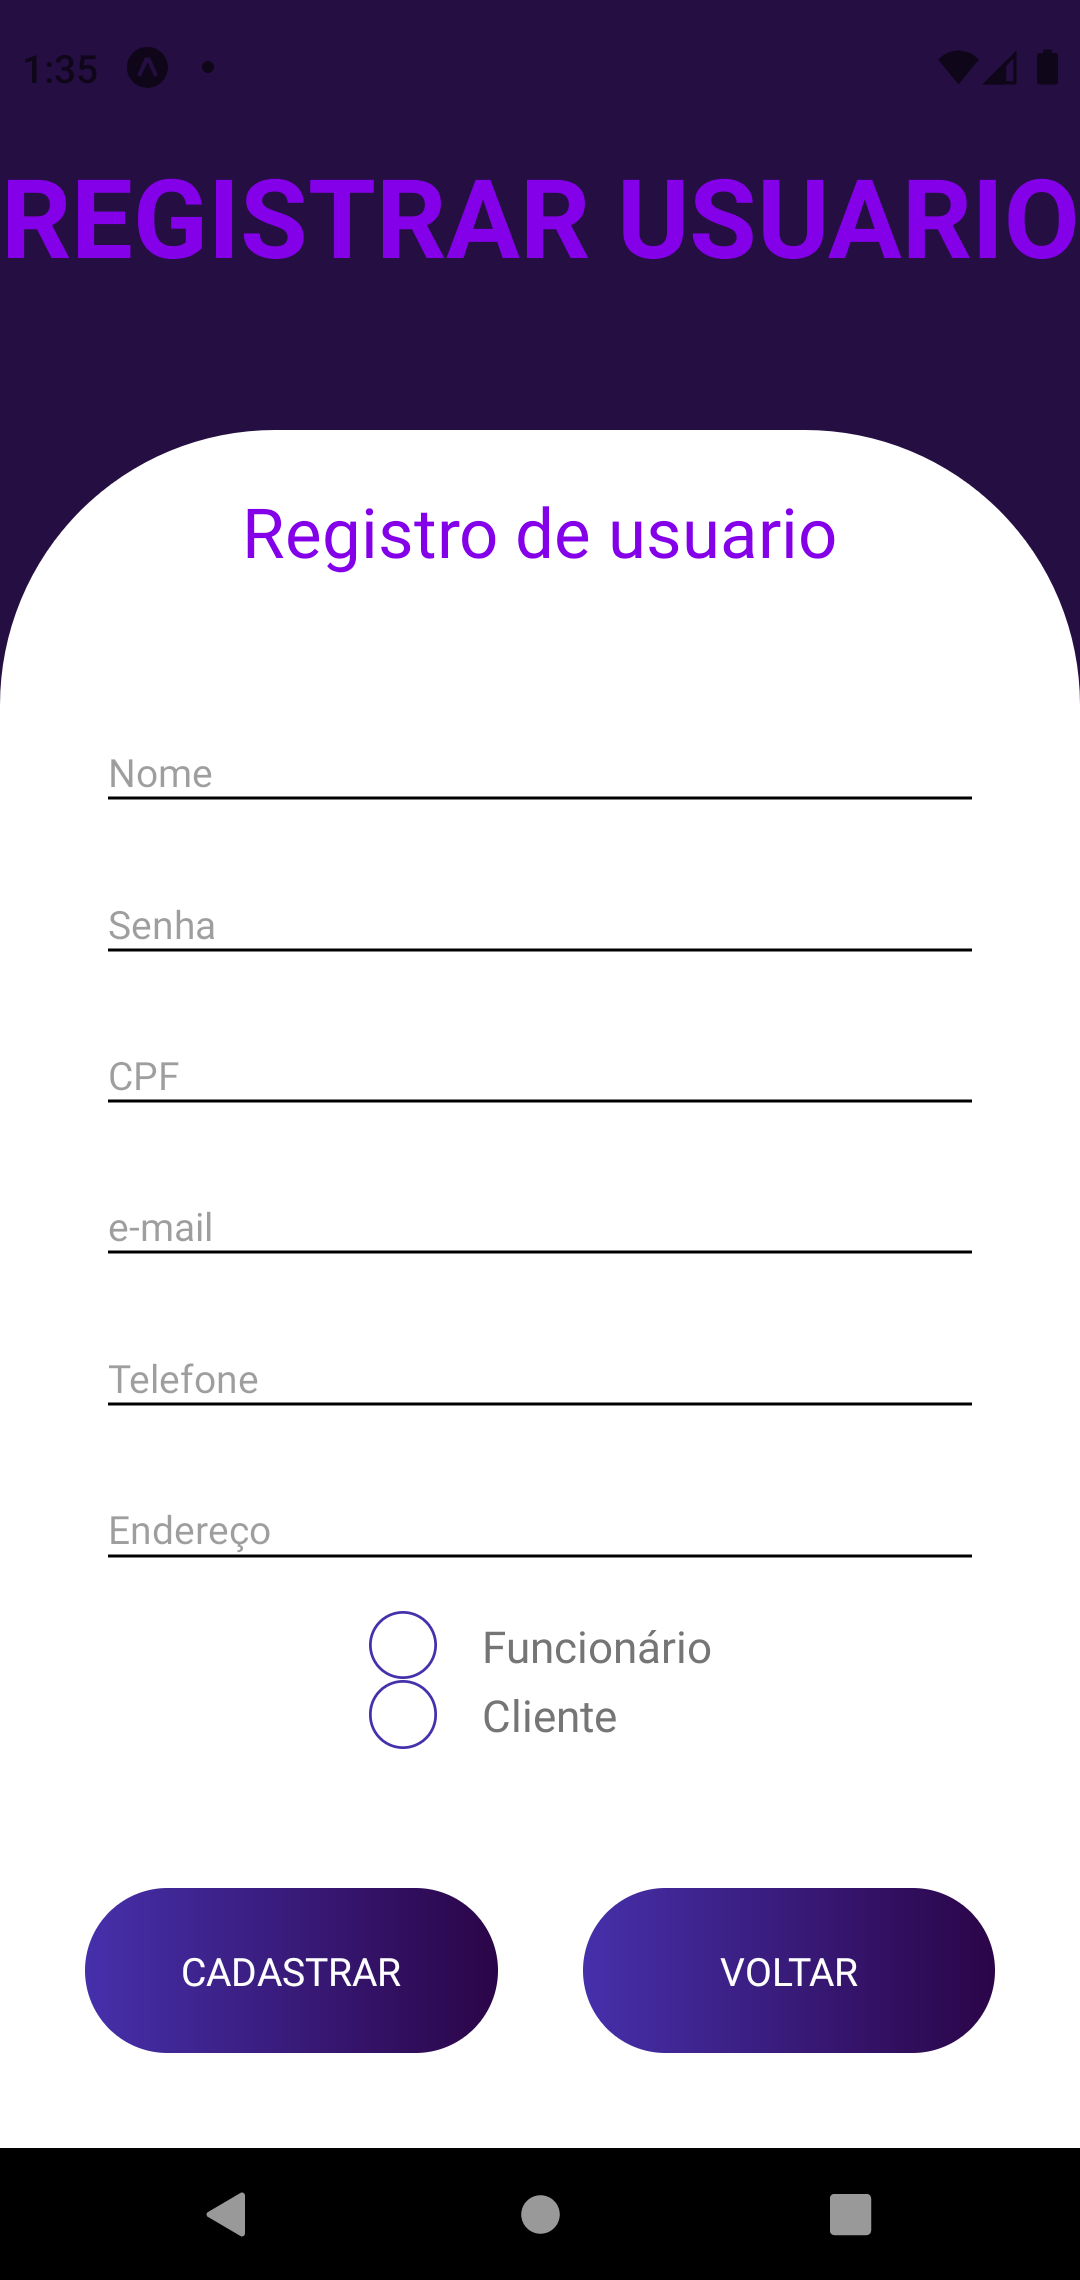 1:35
REGISTRAR USUARIO
Registro de usuario
Nome
Senha
CPF
e-mail
Telefone
Endereço
Funcionário
Cliente
CADASTRAR
VOLTAR